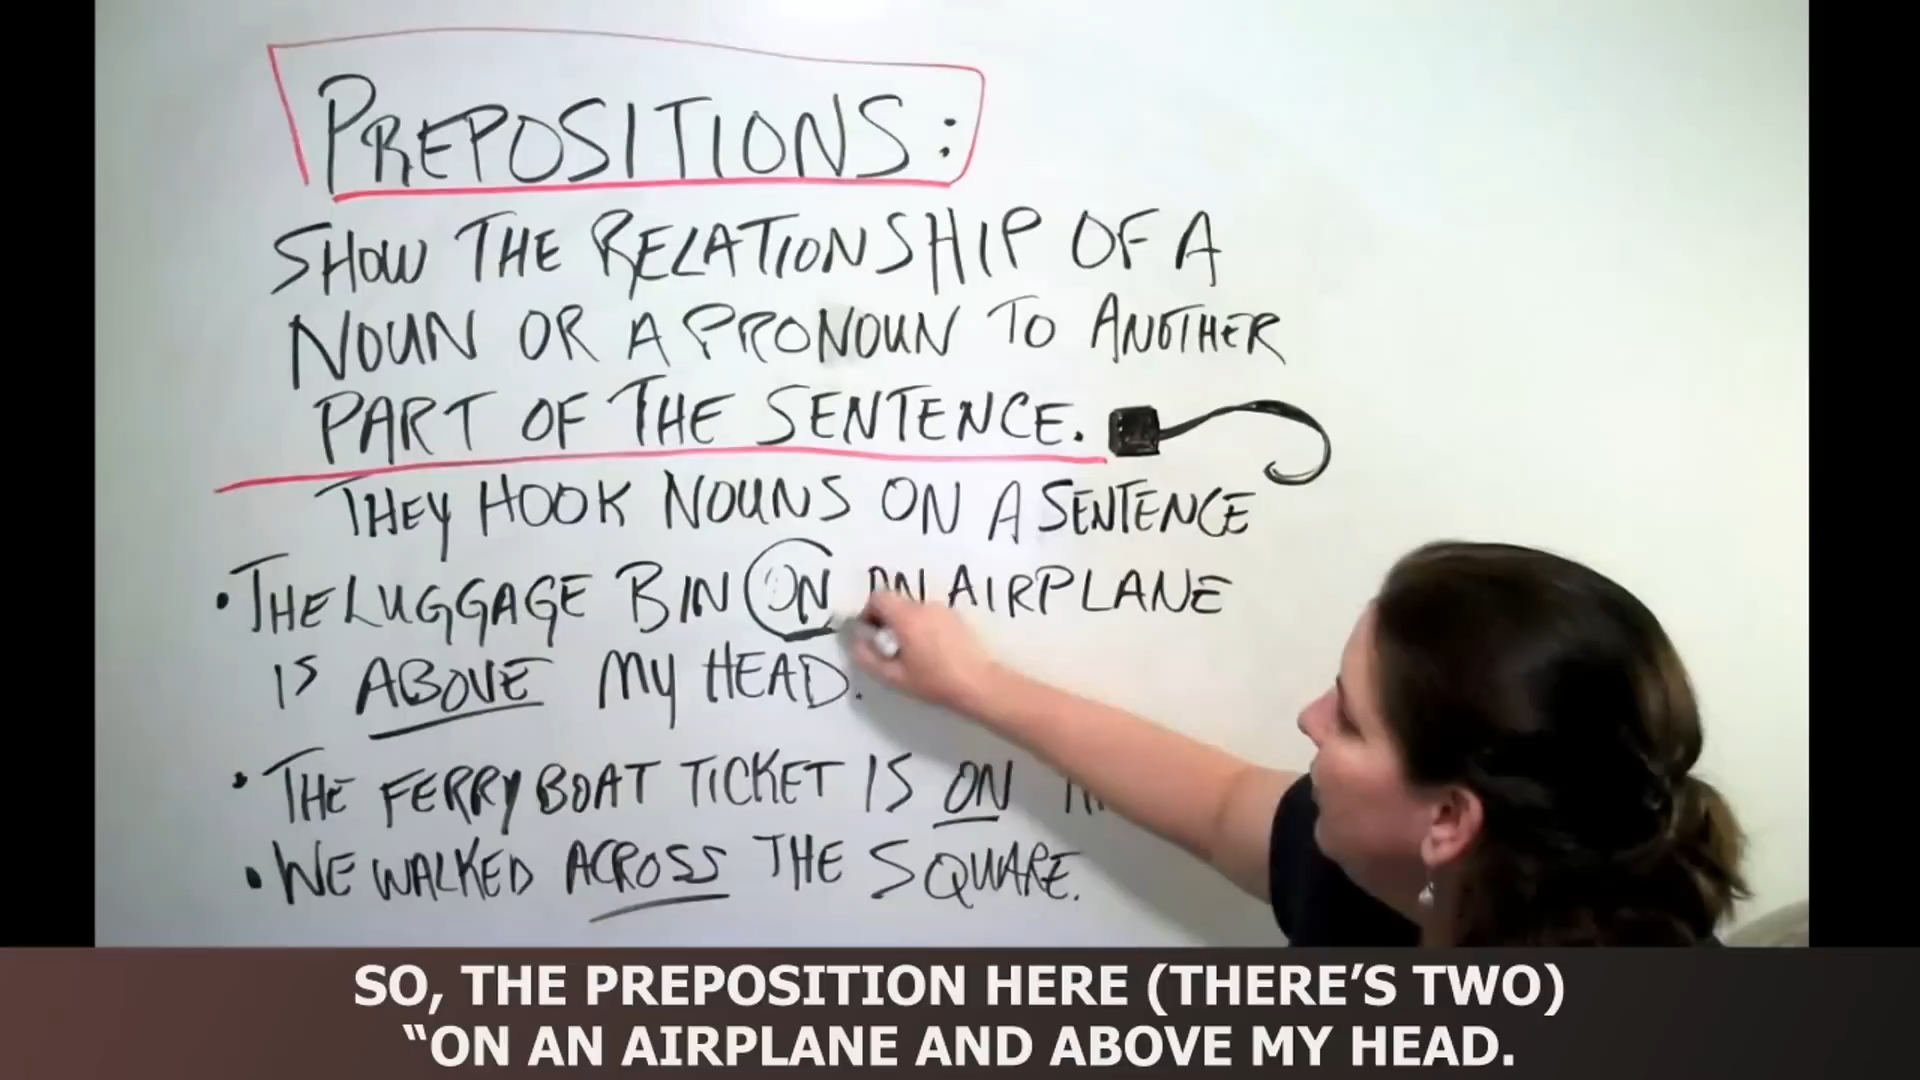 PREPOSITIONS:
SHOW THE RELATIONSHIP OF A
NOUN OR A PRONOUN TO ANOTHER
PART OF THE SENTENCE.
THEY HOOK NOUNS ON A SENTENCE
• THE LUGGAGE BIN ON AN AIRPLANE
IS ABOVE MY HEAD.
• THE FERRY BOAT TICKET IS ON
• WE WALKED ACROSS THE SQUARE.
SO, THE PREPOSITION HERE (THERE’S TWO)
“ON AN AIRPLANE AND ABOVE MY HEAD.